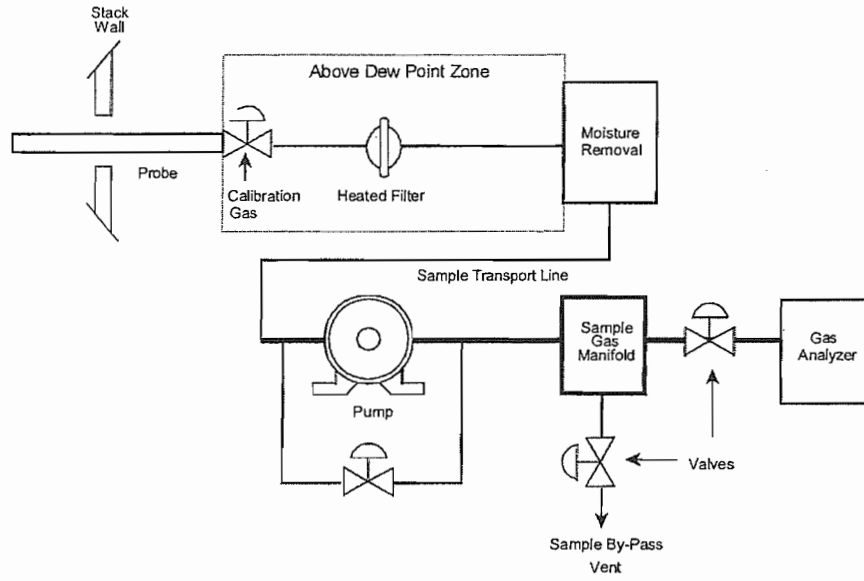 Stack
Wall
Above Dew Point Zone
Probe
Calibration
Gas
Heated Filter
Moisture
Removal
Sample Transport Line
Pump
Sample
Gas
Manifold
Gas
Analyzer
Valves
Sample By-Pass
Vent